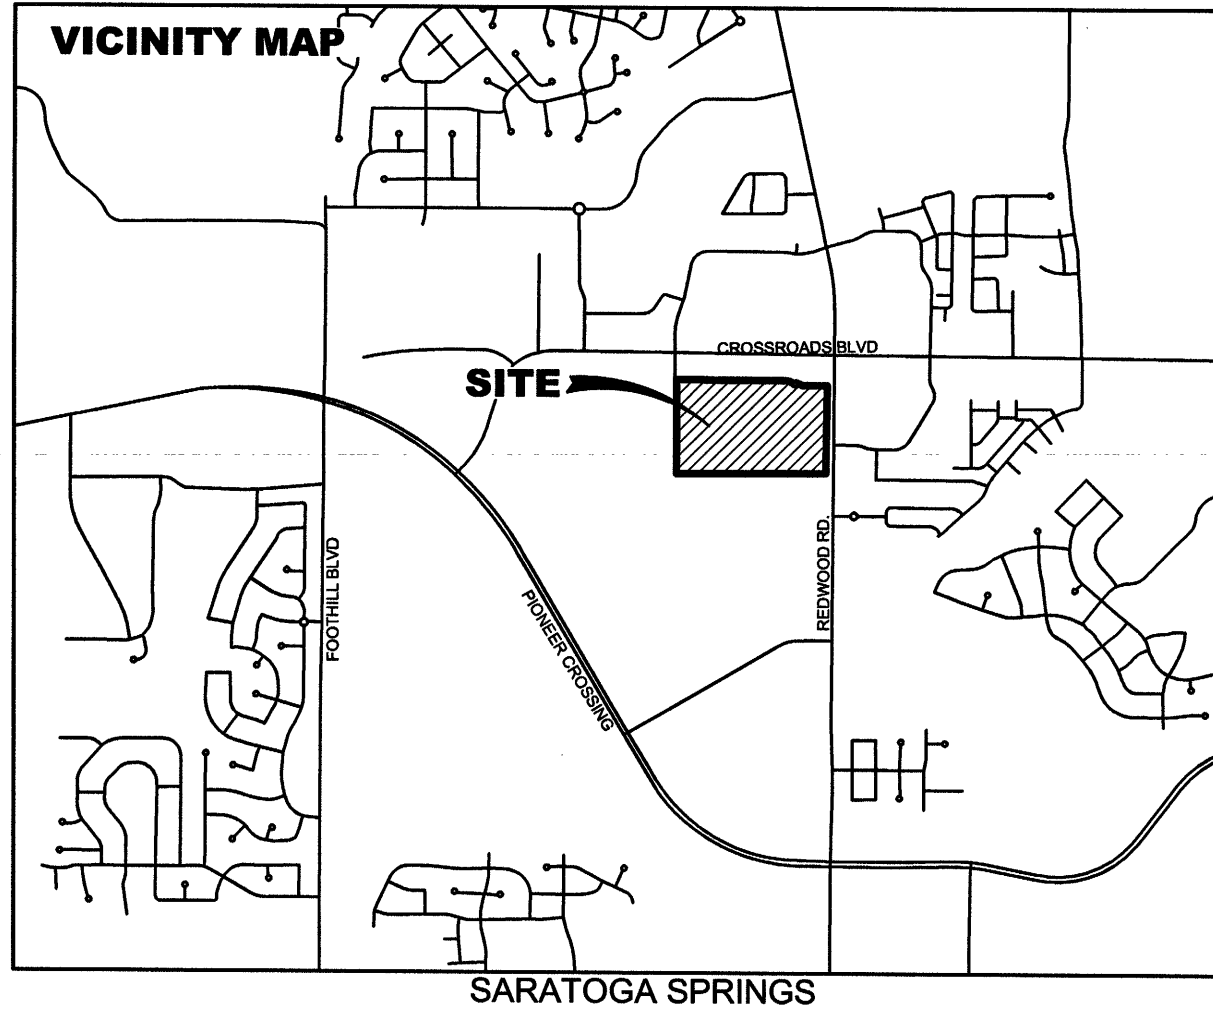 VICINITY MAP
CROSSROADS BLVD
SITE
FOOTHILL BLVD
PIONEER CROSSING
REDWOOD RD.
SARATOGA SPRINGS